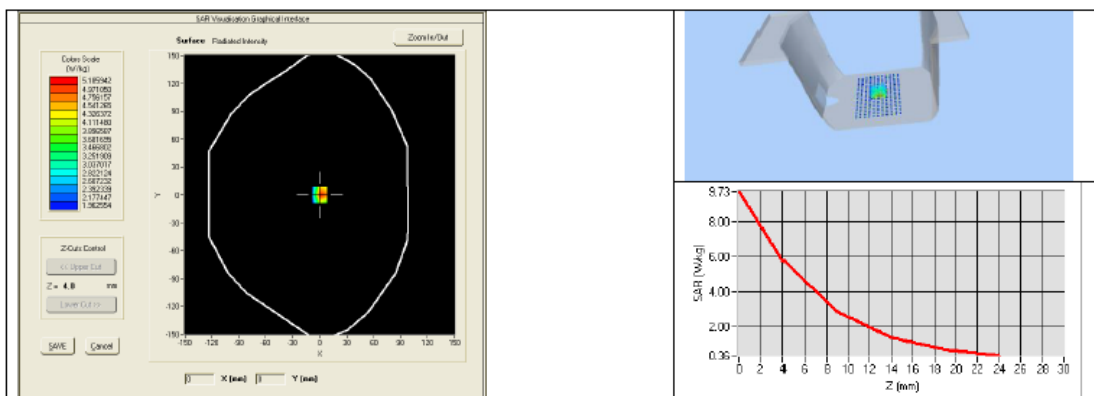 SAR Visualisation Graphical Interface
Surface Radiated Intensity
Zoom In/Out
Colors Scale
(W/kg)
5.185942
4.971050
4.756157
4.541265
4.326372
4.111480
3.896587
3.681695
3.466802
3.251909
3.037017
2.822124
2.607232
2.392339
2.177447
1.962554
150
120
90
60
30
0
-30
-60
-90
-120
-150
Y
-150 -120 -90 -60 -30 0 30 60 90 120 150
X
Z-Cuts Control
<< Upper Cut
Z = 4.0 mm
Lower Cut >>
SAVE Cancel
0 X (mm) 0 Y (mm)
9.73
8.00
6.00
4.00
2.00
0.36
SAR (W/kg)
0 2 4 6 8 10 12 14 16 18 20 22 24 26 28 30
Z (mm)